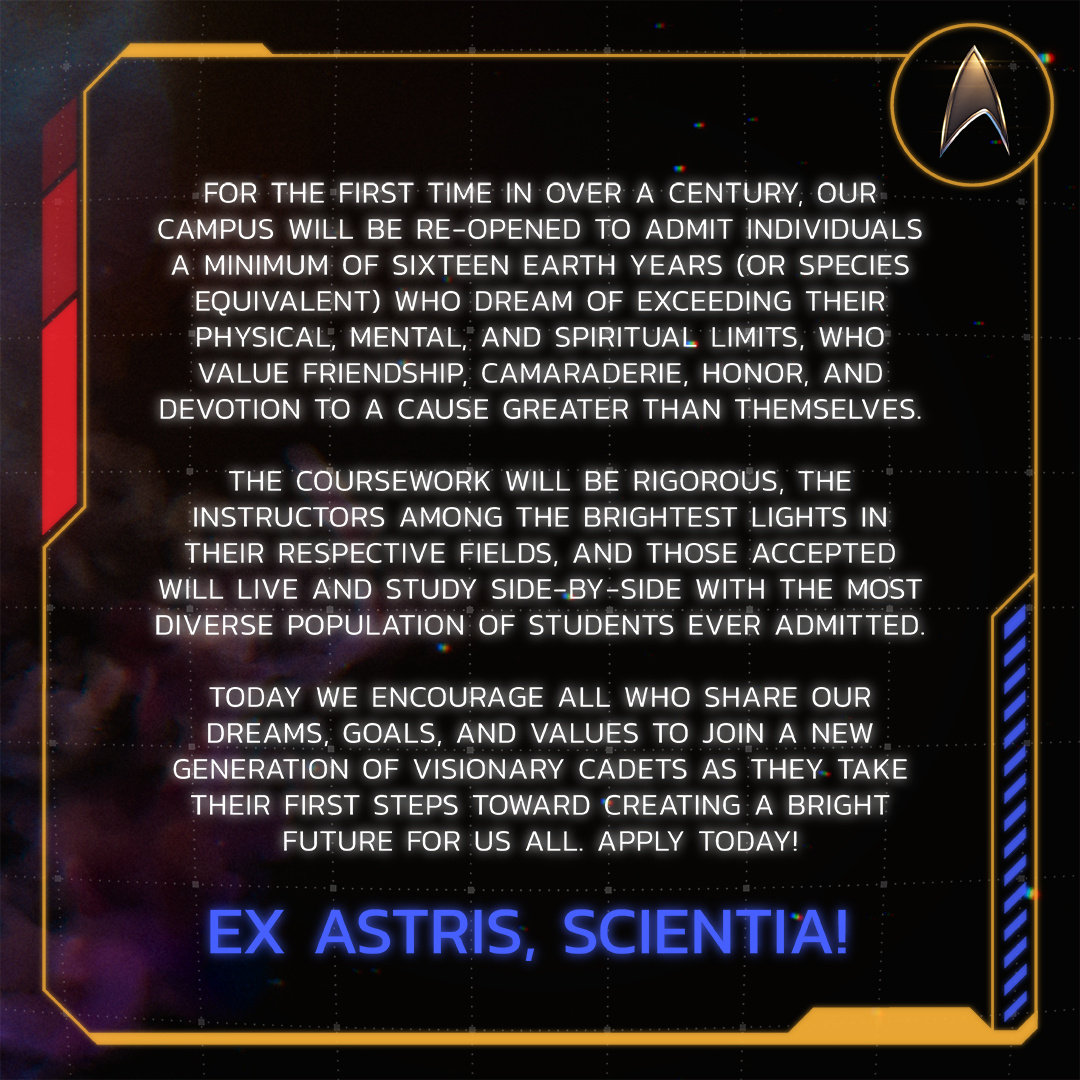 FOR THE FIRST TIME IN OVER A CENTURY, OUR
CAMPUS WILL BE RE-OPENED TO ADMIT INDIVIDUALS
A MINIMUM OF SIXTEEN EARTH YEARS (OR SPECIES
EQUIVALENT) WHO DREAM OF EXCEEDING THEIR
PHYSICAL, MENTAL, AND SPIRITUAL LIMITS, WHO
VALUE FRIENDSHIP, CAMARADERIE, HONOR, AND
DEVOTION TO A CAUSE GREATER THAN THEMSELVES.
THE COURSEWORK WILL BE RIGOROUS, THE
INSTRUCTORS AMONG THE BRIGHTEST LIGHTS IN
THEIR RESPECTIVE FIELDS, AND THOSE ACCEPTED
WILL LIVE AND STUDY SIDE-BY-SIDE WITH THE MOST
DIVERSE POPULATION OF STUDENTS EVER ADMITTED.
TODAY WE ENCOURAGE ALL WHO SHARE OUR
DREAMS, GOALS, AND VALUES TO JOIN A NEW
GENERATION OF VISIONARY CADETS AS THEY TAKE
THEIR FIRST STEPS TOWARD CREATING A BRIGHT
FUTURE FOR US ALL. APPLY TODAY!
EX ASTRIS, SCIENTIA!